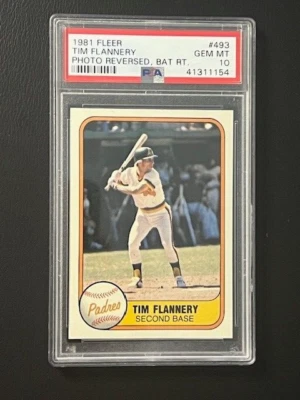 1981 FLEER #493
TIM FLANNERY GEM MT
PHOTO REVERSED, BAT RT. 10
PSA 41311154
Padres
TIM FLANNERY
SECOND BASE